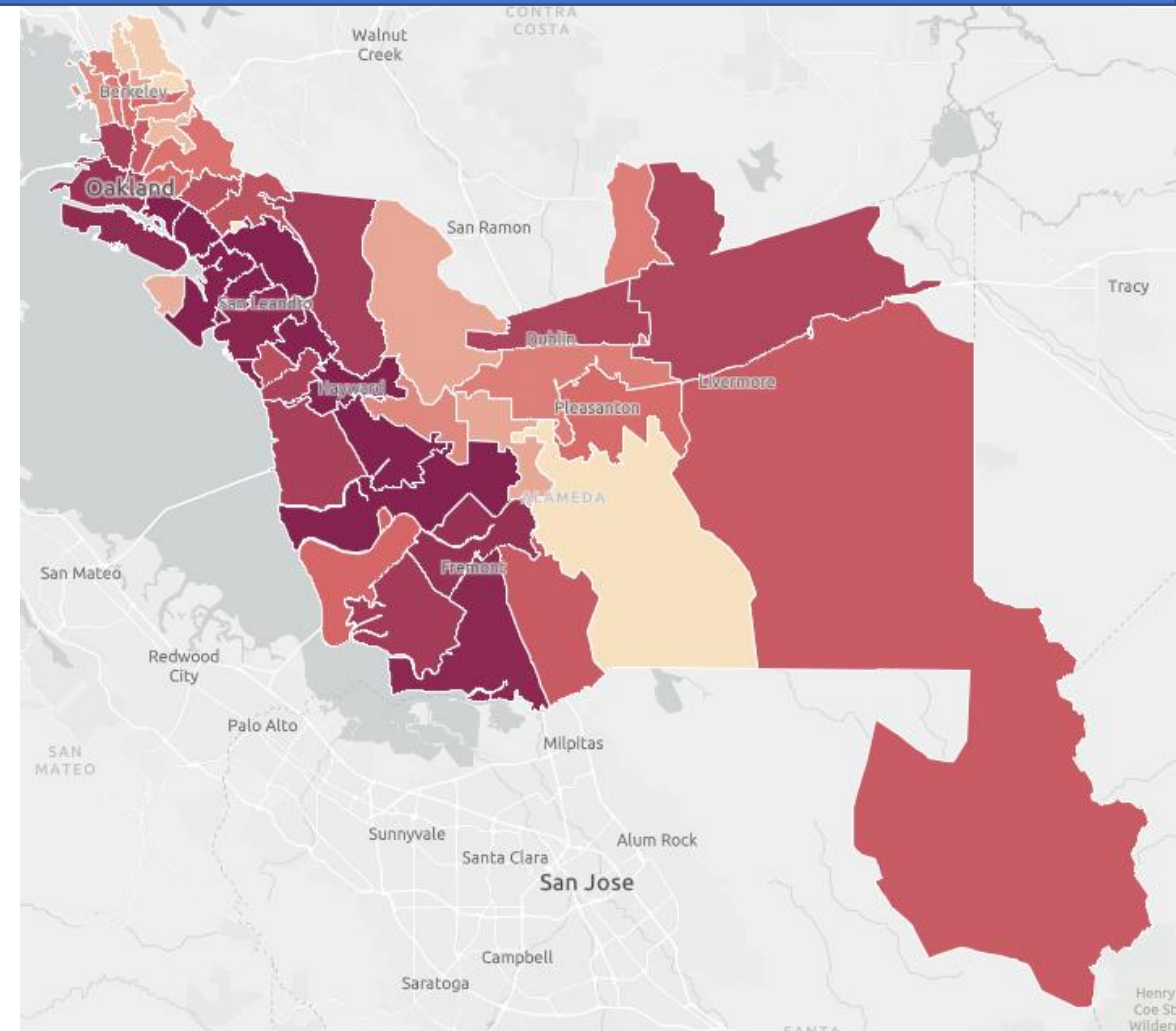 CONTRA
COSTA
Walnut
Creek
Berkeley
Oakland
San Ramon
Tracy
San Leandro
Dublin
Hayward
Livermore
Pleasanton
ALAMEDA
Fremont
San Mateo
Redwood
City
Palo Alto
Milpitas
SAN
MATEO
Sunnyvale
Alum Rock
Santa Clara
San Jose
Campbell
Saratoga
Henry
Coe St
Wilder
SANTA